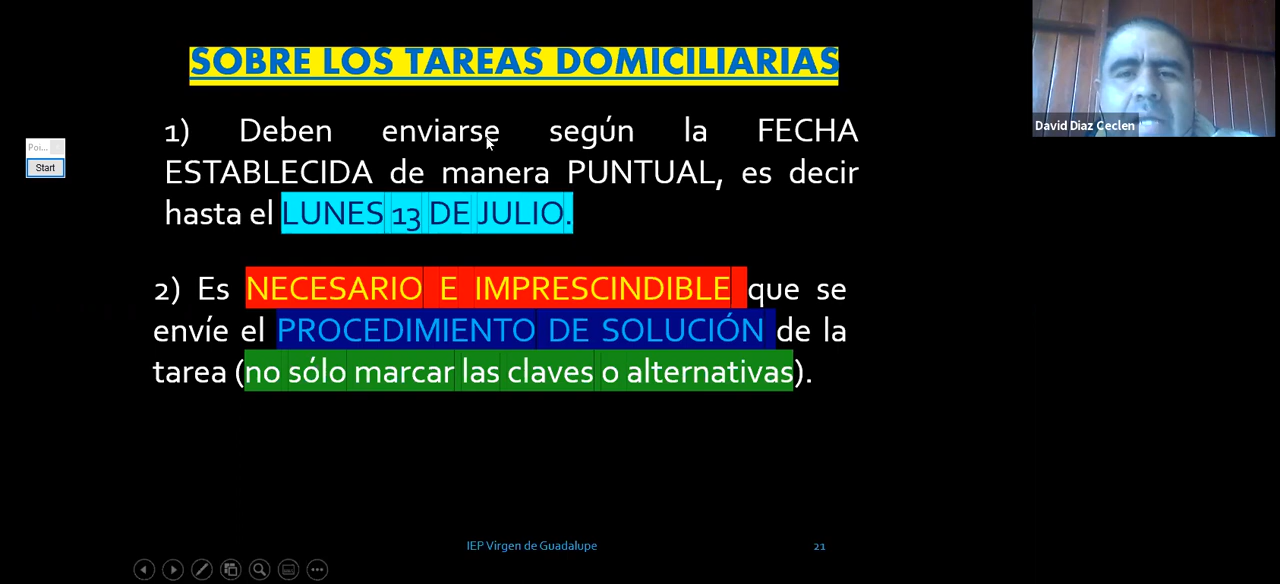 SOBRE LOS TAREAS DOMICILIARIAS
1) Deben enviarse según la FECHA
ESTABLECIDA de manera PUNTUAL, es decir
hasta el LUNES 13 DE JULIO.
2) Es NECESARIO E IMPRESCINDIBLE que se
envíe el PROCEDIMIENTO DE SOLUCIÓN de la
tarea (no sólo marcar las claves o alternativas).
Poi...
Start
David Diaz Ceclen
IEP Virgen de Guadalupe
21